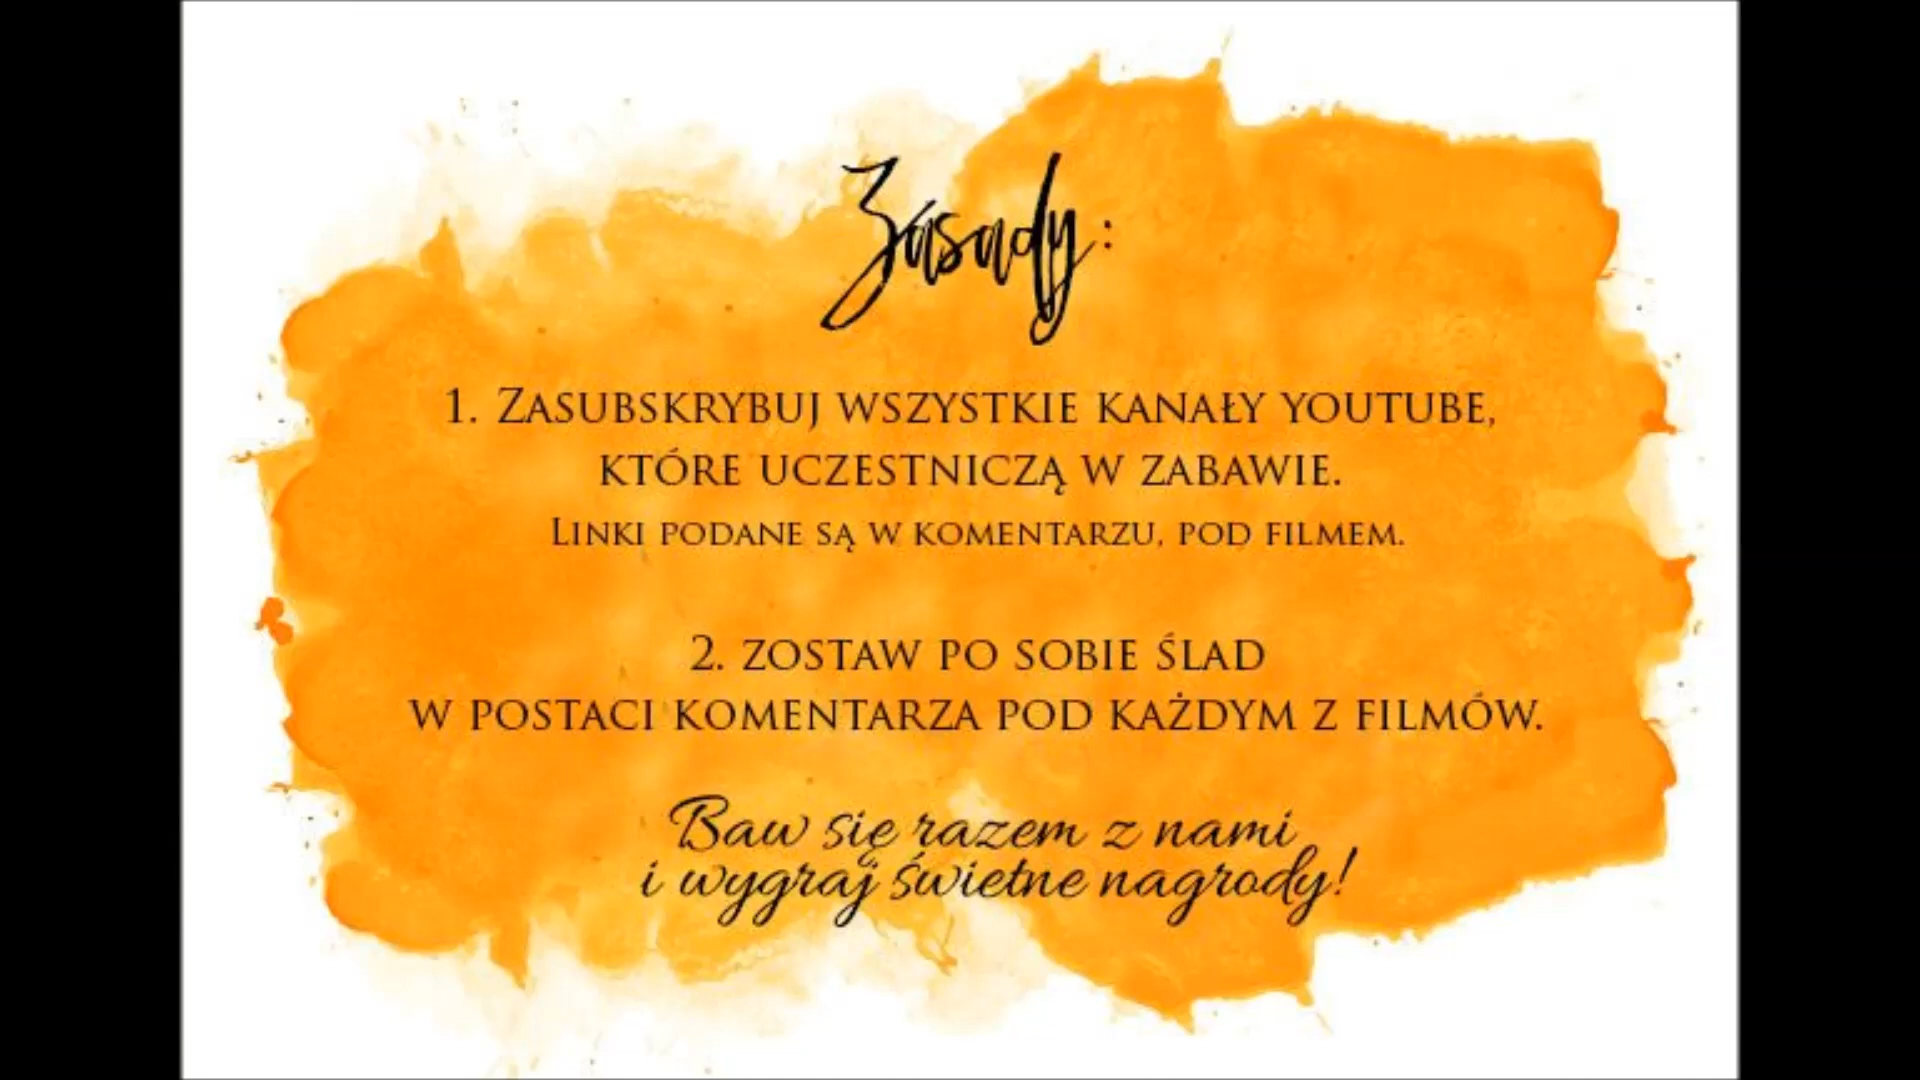 Zasady:
1. Zasubskrybuj wszystkie kanały youtube,
które uczestniczą w zabawie.
Linki podane są w komentarzu, pod filmem.
2. zostaw po sobie ślad
w postaci komentarza pod każdym z filmów.
Baw się razem z nami
i wygraj świetne nagrody!